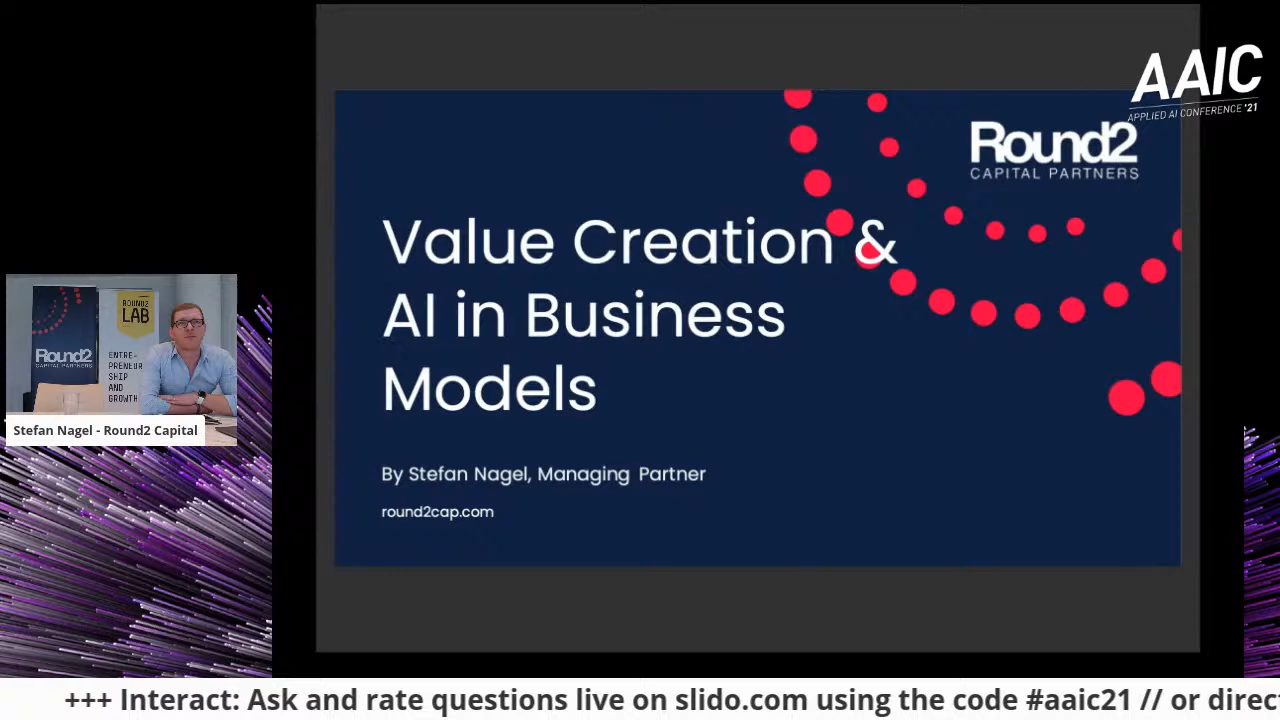 AAIC
APPLIED AI CONFERENCE '21
Round2
CAPITAL PARTNERS
Value Creation &
AI in Business
Models
By Stefan Nagel, Managing Partner
round2cap.com
Round2
CAPITAL PARTNERS
ROUND2
LAB
ENTRE-
PRENEUR
SHIP
AND
GROWTH
Stefan Nagel - Round2 Capital
+++ Interact: Ask and rate questions live on slido.com using the code #aaic21 // or direc